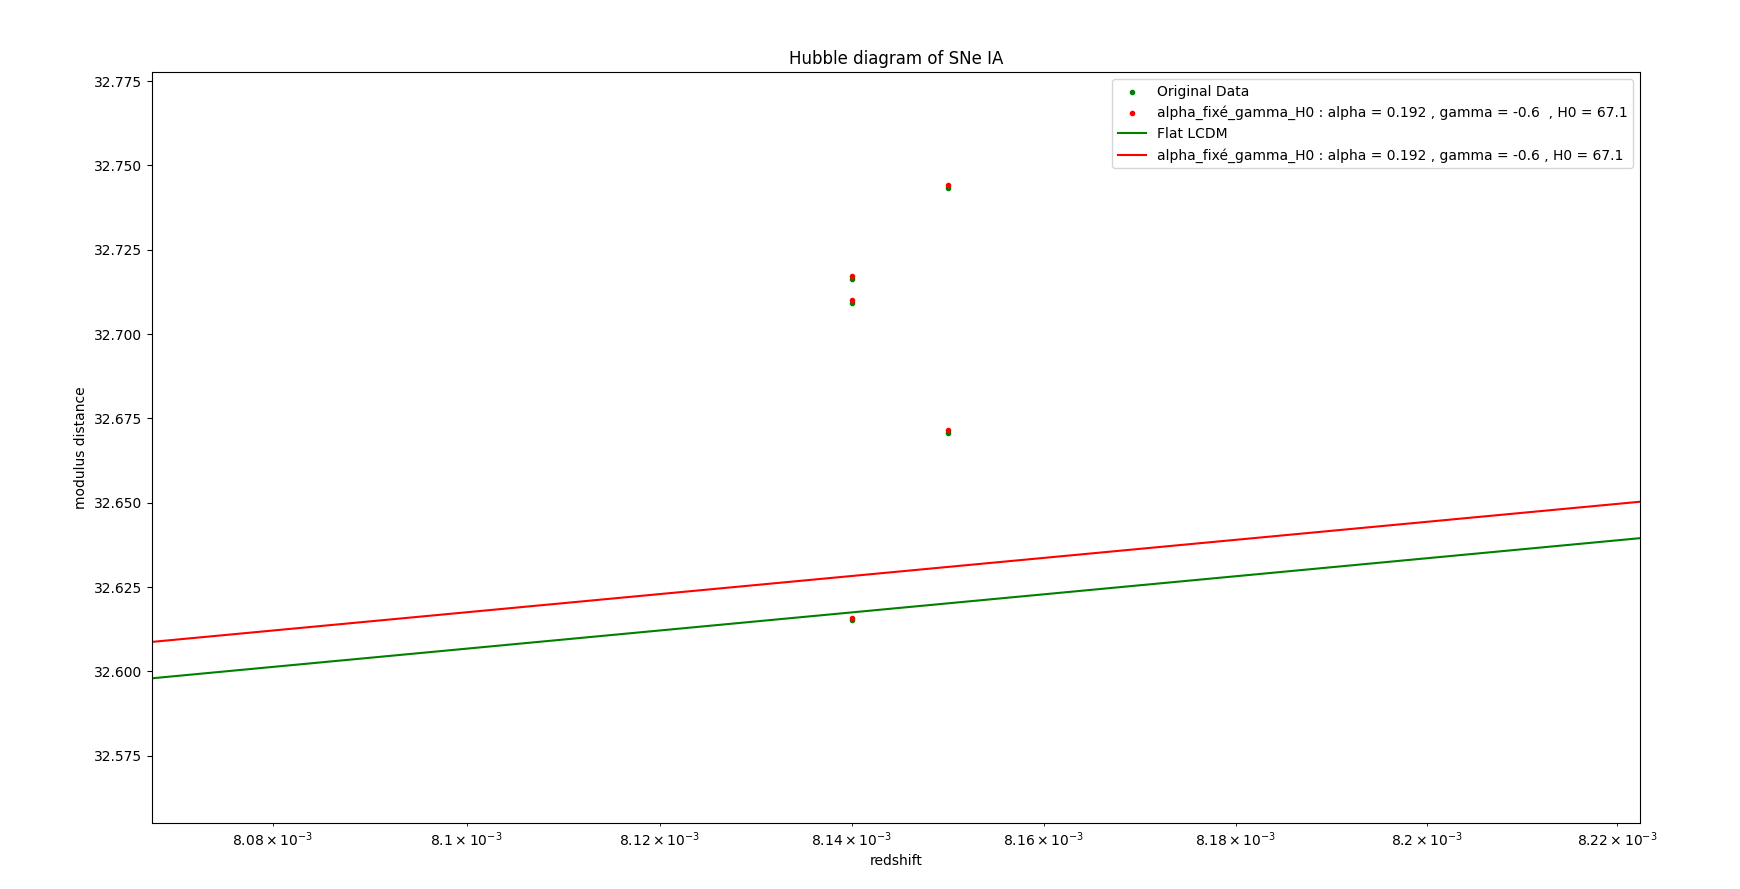 Hubble diagram of SNe IA
Original Data
alpha_fixé_gamma_H0 : alpha = 0.192 , gamma = -0.6  , H0 = 67.1
Flat LCDM
alpha_fixé_gamma_H0 : alpha = 0.192 , gamma = -0.6 , H0 = 67.1
32.775
32.750
32.725
32.700
32.675
32.650
32.625
32.600
32.575
modulus distance
8.08 × 10⁻³ 8.1 × 10⁻³ 8.12 × 10⁻³ 8.14 × 10⁻³ 8.16 × 10⁻³ 8.18 × 10⁻³ 8.2 × 10⁻³ 8.22 × 10⁻³
redshift